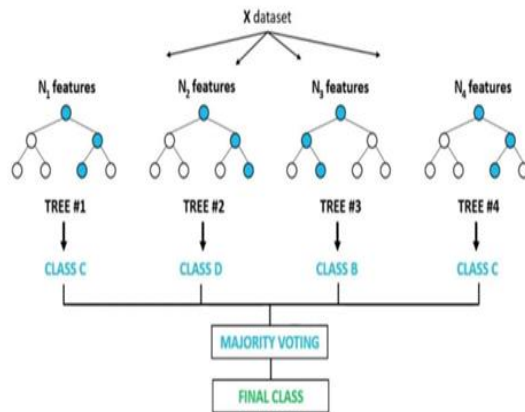 X dataset
N₁ features N₂ features N₃ features N₄ features
TREE #1 TREE #2 TREE #3 TREE #4
CLASS C CLASS D CLASS B CLASS C
MAJORITY VOTING
FINAL CLASS